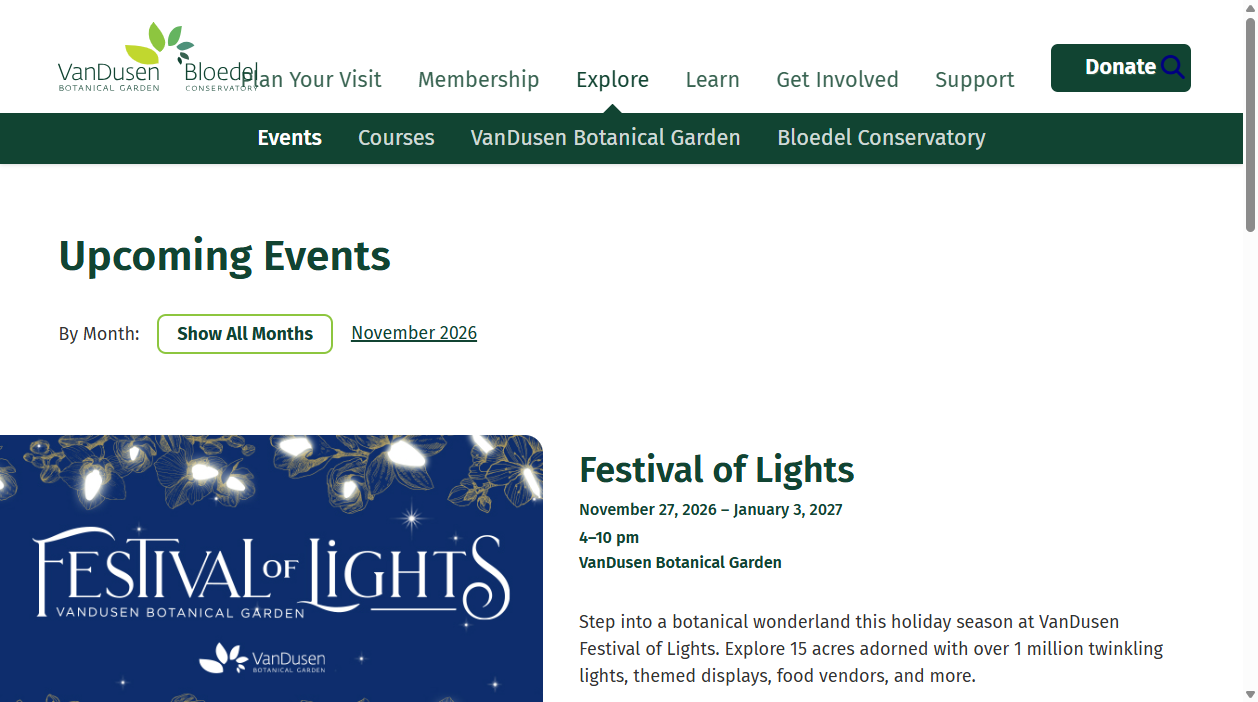 VanDusen
BOTANICAL GARDEN
Bloedel
CONSERVATORY
Plan Your Visit
Membership
Explore
Learn
Get Involved
Support
Donate
Events
Courses
VanDusen Botanical Garden
Bloedel Conservatory
Upcoming Events
By Month:
Show All Months
November 2026
FESTIVAL OF LIGHTS
VANDUSEN BOTANICAL GARDEN
VanDusen
BOTANICAL GARDEN
Festival of Lights
November 27, 2026 – January 3, 2027
4–10 pm
VanDusen Botanical Garden
Step into a botanical wonderland this holiday season at VanDusen
Festival of Lights. Explore 15 acres adorned with over 1 million twinkling
lights, themed displays, food vendors, and more.